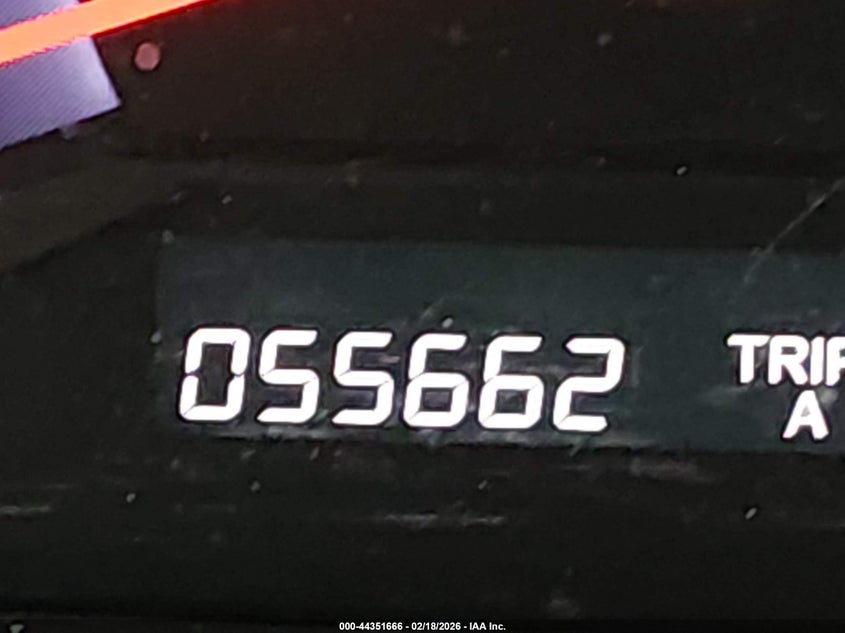 055662 TRIP
A
000-44351666 - 02/18/2026 - IAA Inc.